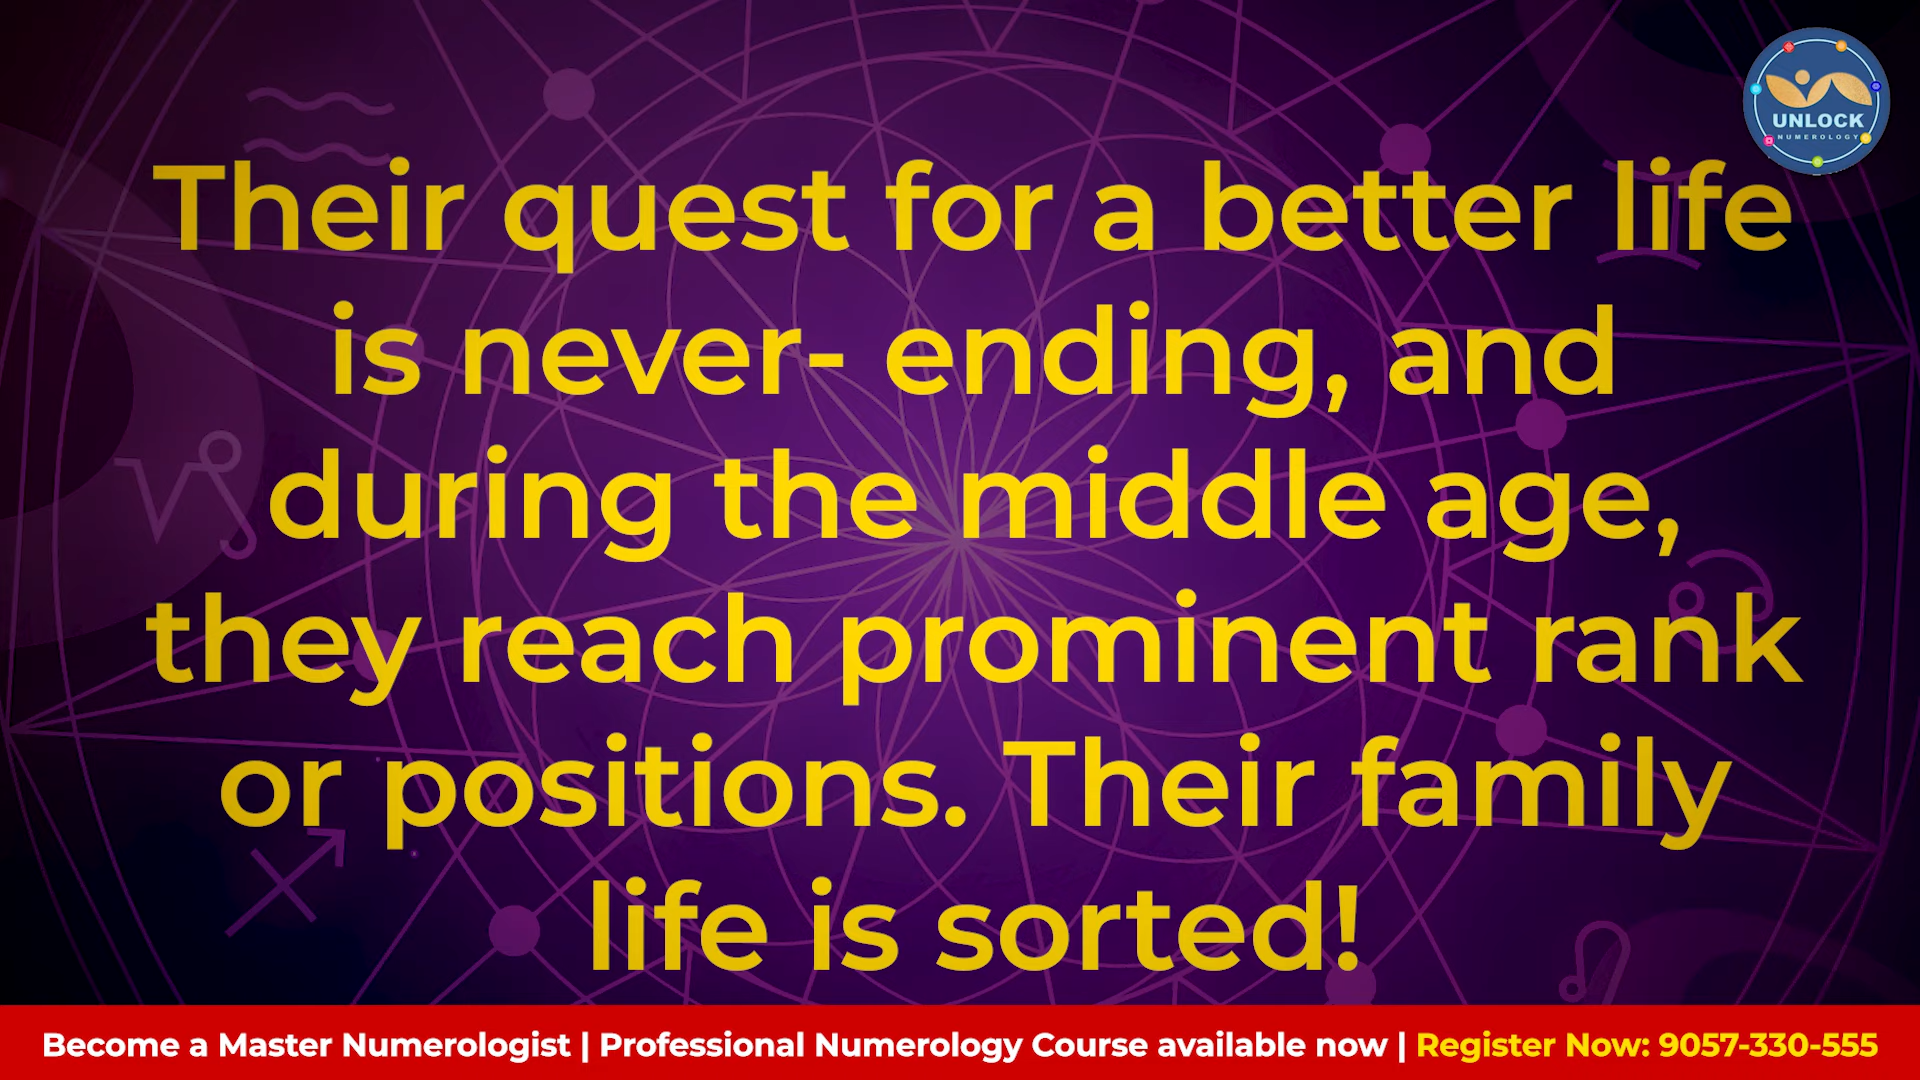 UNLOCK
NUMEROLOGY
Their quest for a better life
is never- ending, and
during the middle age,
they reach prominent rank
or positions. Their family
life is sorted!
Become a Master Numerologist | Professional Numerology Course available now | Register Now: 9057-330-555